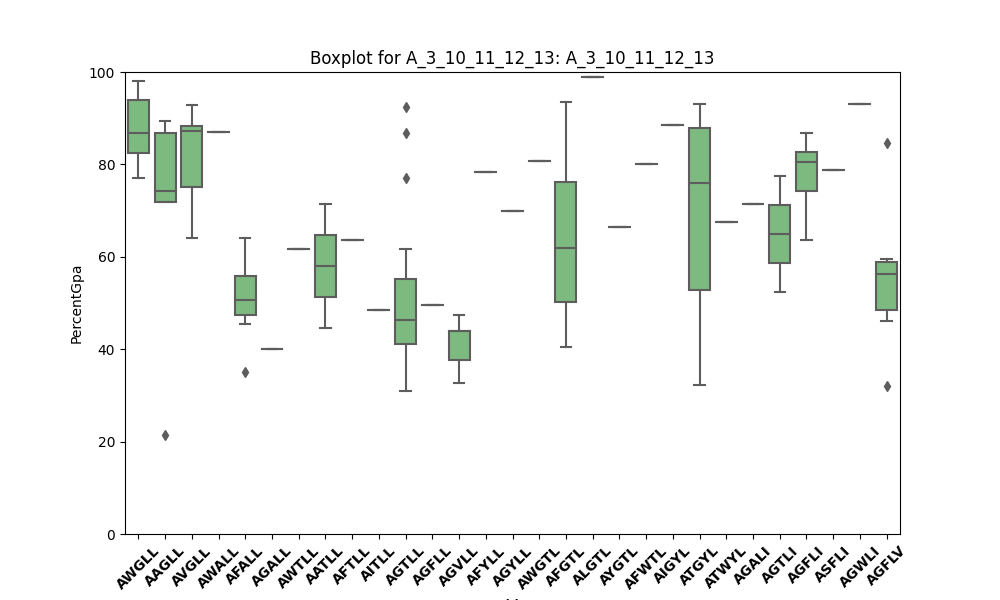 Boxplot for A_3_10_11_12_13: A_3_10_11_12_13
PercentGpa
100
80
60
40
20
0
AWGLL
AAGLL
AVGLL
AWALL
AFALL
AGALL
AWTLL
AATLL
AFTLL
AITLL
AGTLL
AGFLL
AGVLL
AFYLL
AGYLL
AWGTL
AFGTL
ALGTL
AYGTL
AFWTL
AIGYL
ATGYL
ATWYL
AGALI
AGTLI
AGFLI
ASFLI
AGWLI
AGFLV